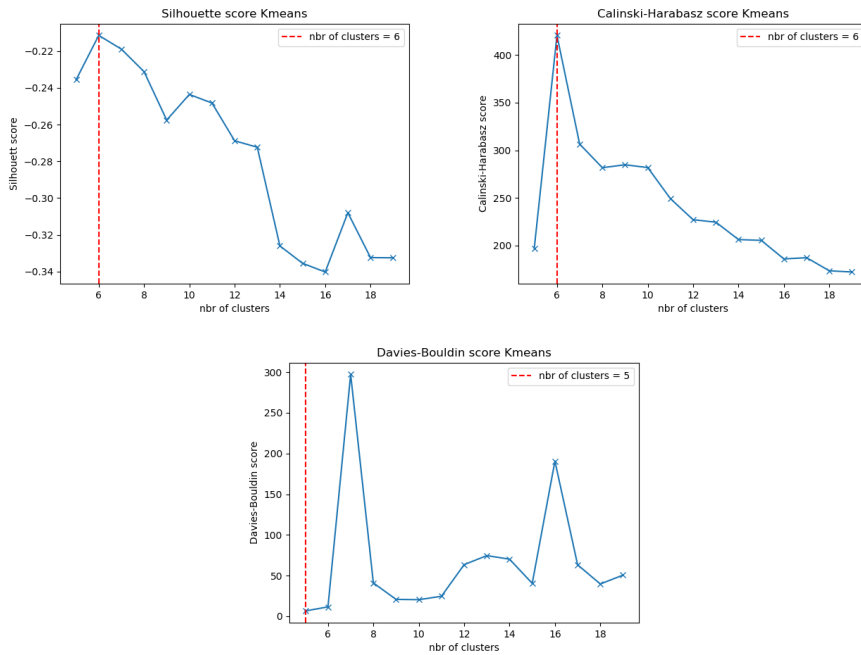 Silhouette score Kmeans
nbr of clusters = 6
−0.22
−0.24
−0.26
−0.28
−0.30
−0.32
−0.34
Silhouett score
6 8 10 12 14 16 18
nbr of clusters
Calinski-Harabasz score Kmeans
nbr of clusters = 6
400
350
300
250
200
Calinski-Harabasz score
6 8 10 12 14 16 18
nbr of clusters
Davies-Bouldin score Kmeans
nbr of clusters = 5
300
250
200
150
100
50
0
Davies-Bouldin score
6 8 10 12 14 16 18
nbr of clusters